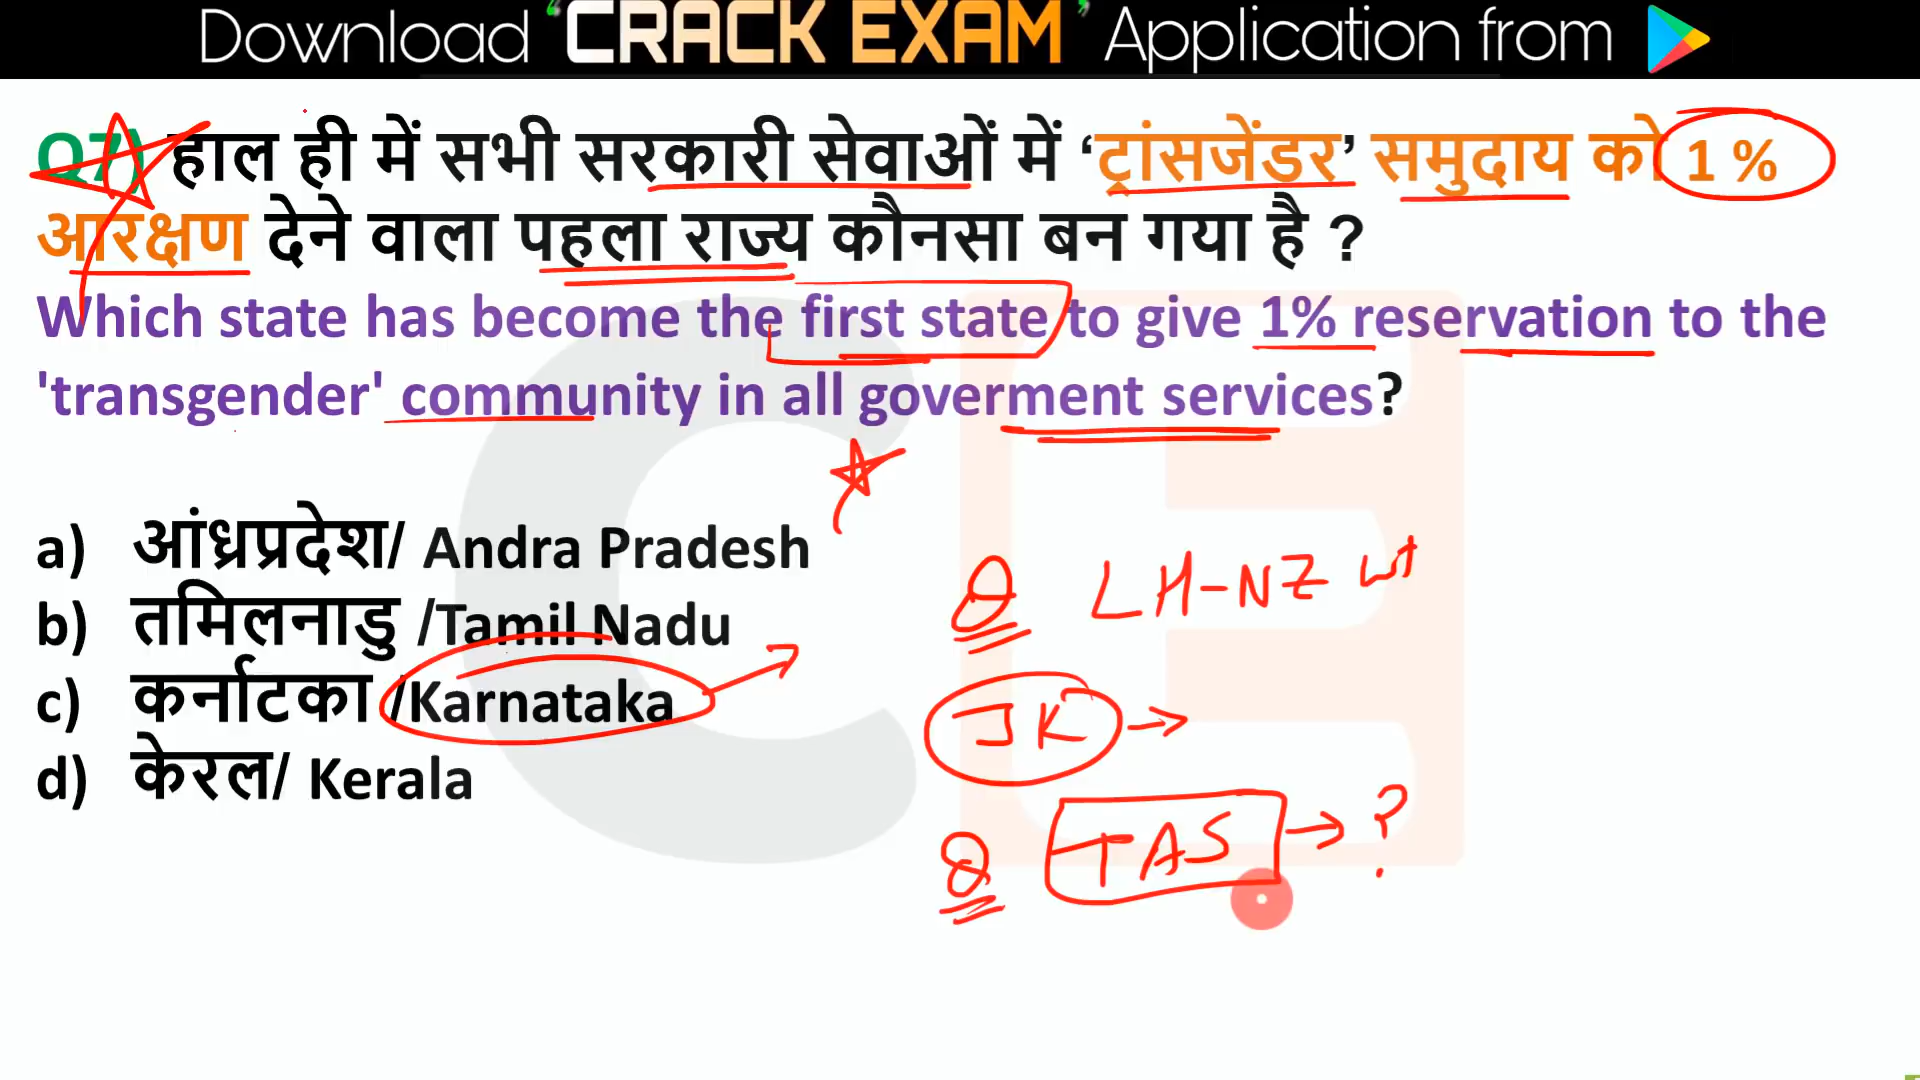 Download ‘CRACK EXAM’ Application from
Q7) हाल ही में सभी सरकारी सेवाओं में ‘ट्रांसजेंडर’ समुदाय को 1 %
आरक्षण देने वाला पहला राज्य कौनसा बन गया है ?
Which state has become the first state to give 1% reservation to the
'transgender' community in all goverment services?
a) आंध्रप्रदेश/ Andra Pradesh
b) तमिलनाडु /Tamil Nadu
c) कर्नाटका /Karnataka
d) केरल/ Kerala
Q LH-NZ
JK →
Q TAS → ?